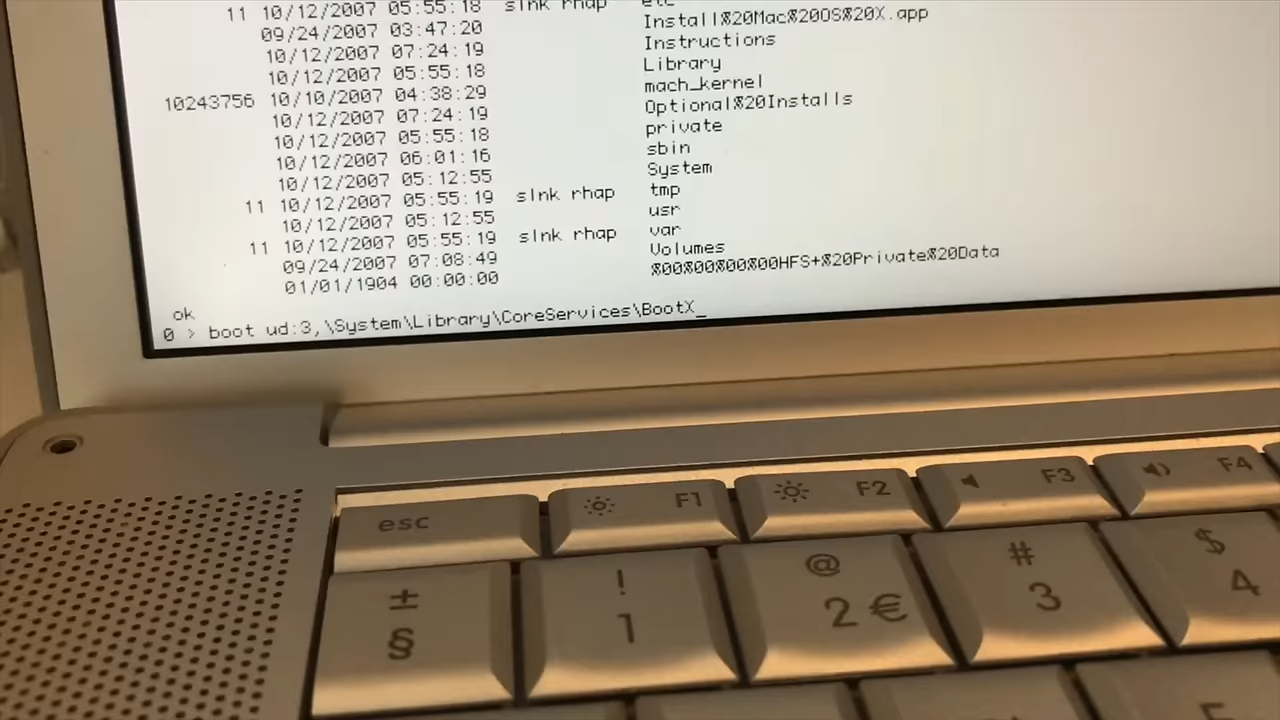 11 10/12/2007 05:55:18 slnk rhap etc
09/24/2007 03:47:20 Install%20Mac%20OS%20X.app
10/12/2007 07:24:19 Instructions
10/12/2007 05:55:18 Library
10243756 10/10/2007 04:38:29 mach_kernel
10/12/2007 07:24:19 Optional%20Installs
10/12/2007 05:55:18 private
10/12/2007 06:01:16 sbin
10/12/2007 05:12:55 System
11 10/12/2007 05:55:19 slnk rhap tmp
10/12/2007 05:12:55 usr
11 10/12/2007 05:55:19 slnk rhap var
09/24/2007 07:08:49 Volumes
01/01/1904 00:00:00 %00%00%00%00HFS+%20Private%20Data
ok
0 > boot ud:3,\System\Library\CoreServices\BootX_
esc F1 F2 F3 F4
± ! @ # $
§ 1 2 € 3 4